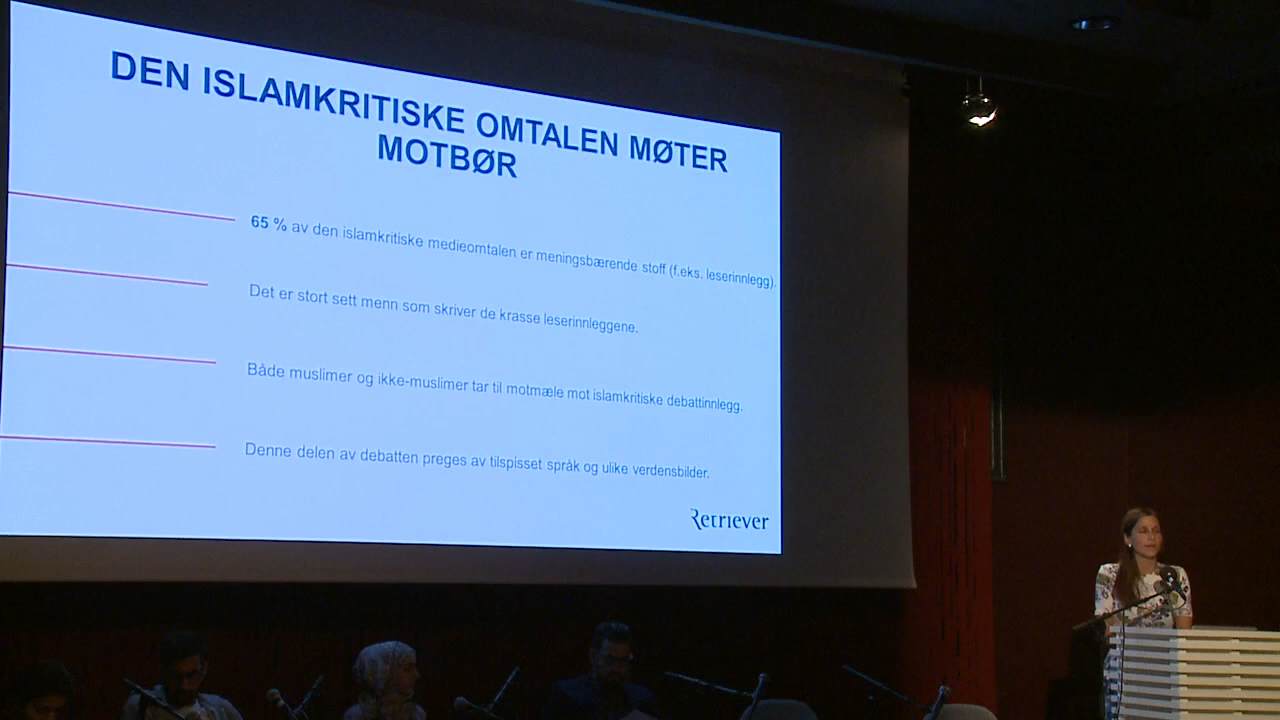 DEN ISLAMKRITISKE OMTALEN MØTER
MOTBØR
65 % av den islamkritiske medieomtalen er meningsbærende stoff (f.eks. leserinnlegg).
Det er stort sett menn som skriver de krasse leserinnleggene.
Både muslimer og ikke-muslimer tar til motmæle mot islamkritiske debattinnlegg.
Denne delen av debatten preges av tilspisset språk og ulike verdensbilder.
Retriever